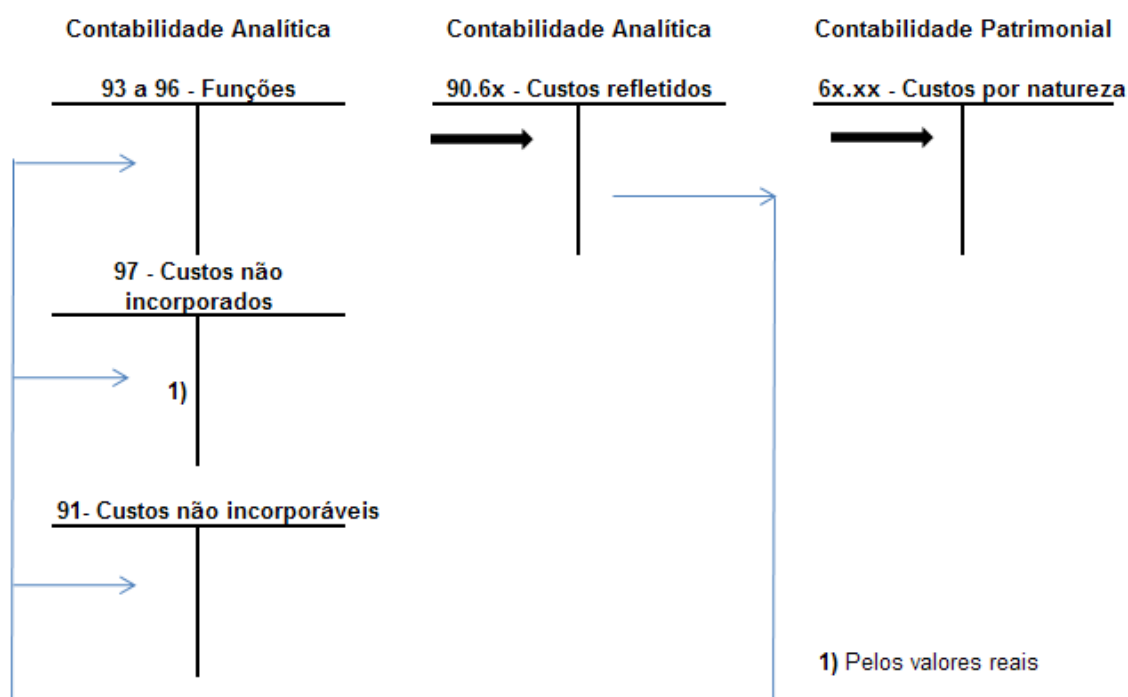 Contabilidade Analítica
Contabilidade Analítica
Contabilidade Patrimonial
93 a 96 - Funções
90.6x - Custos refletidos
6x.xx - Custos por natureza
97 - Custos não
incorporados
1)
91- Custos não incorporáveis
1) Pelos valores reais